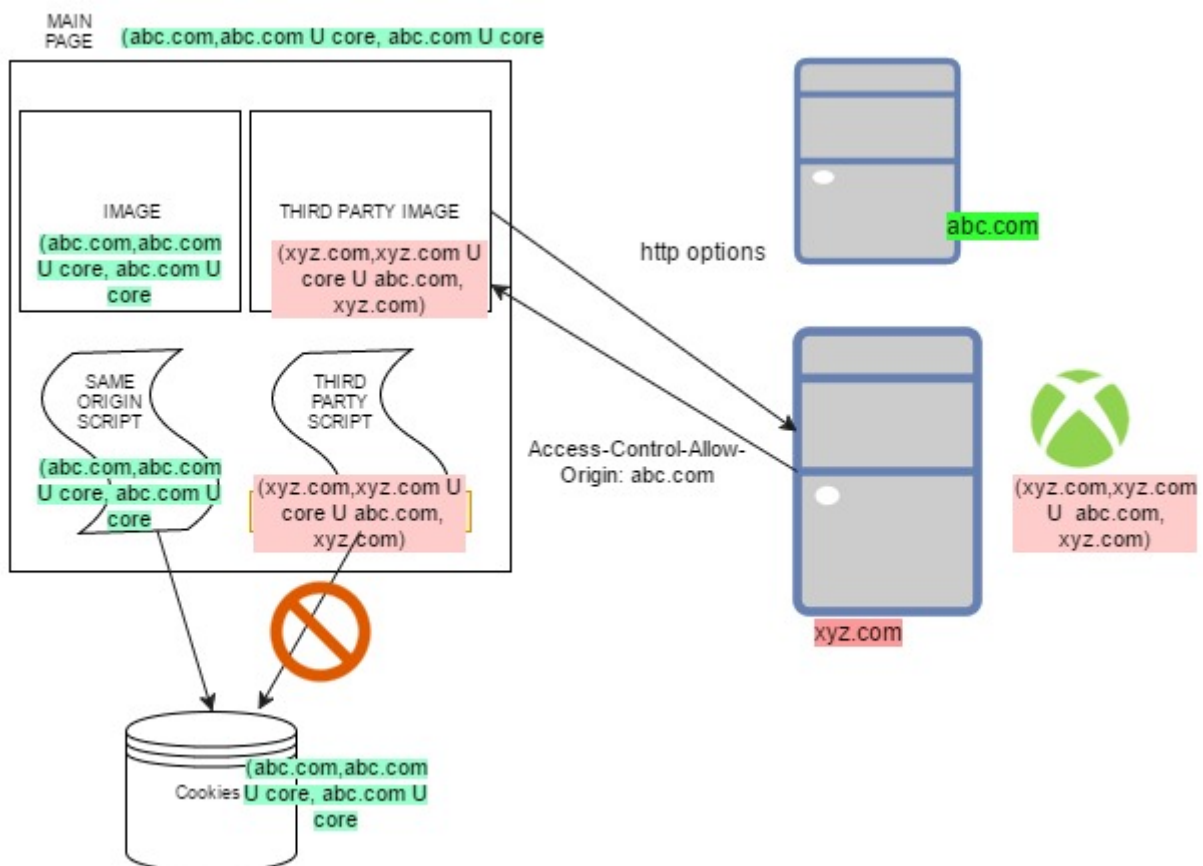 MAIN
PAGE
(abc.com,abc.com U core, abc.com U core
IMAGE
(abc.com,abc.com
U core, abc.com U
core
THIRD PARTY IMAGE
(xyz.com,xyz.com U
core U abc.com,
xyz.com)
http options
abc.com
SAME
ORIGIN
SCRIPT
(abc.com,abc.com
U core, abc.com U
core
THIRD
PARTY
SCRIPT
(xyz.com,xyz.com U
core U abc.com,
xyz.com)
Access-Control-Allow-
Origin: abc.com
(xyz.com,xyz.com
U abc.com,
xyz.com)
xyz.com
Cookies
(abc.com,abc.com
U core, abc.com U
core